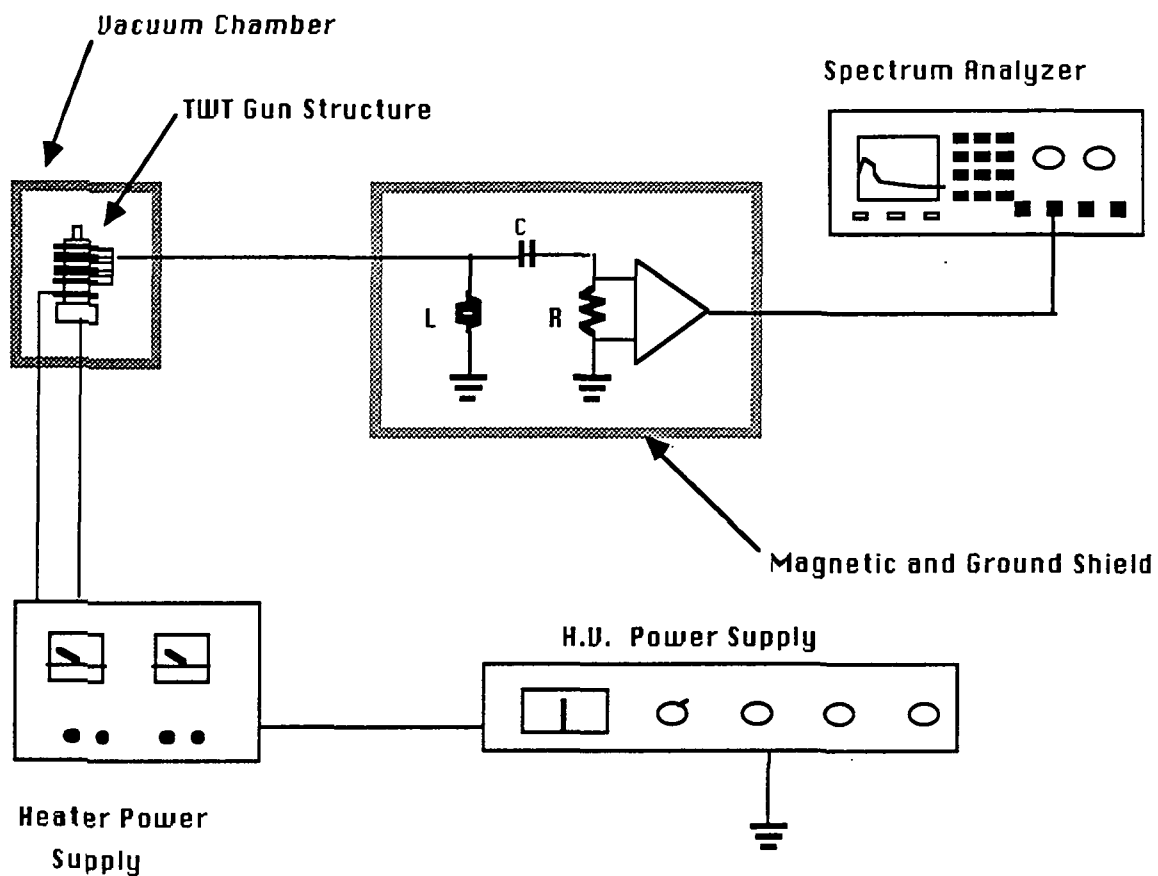 Vacuum Chamber
TWT Gun Structure
Spectrum Analyzer
C
L
R
Magnetic and Ground Shield
H.V. Power Supply
Heater Power
Supply